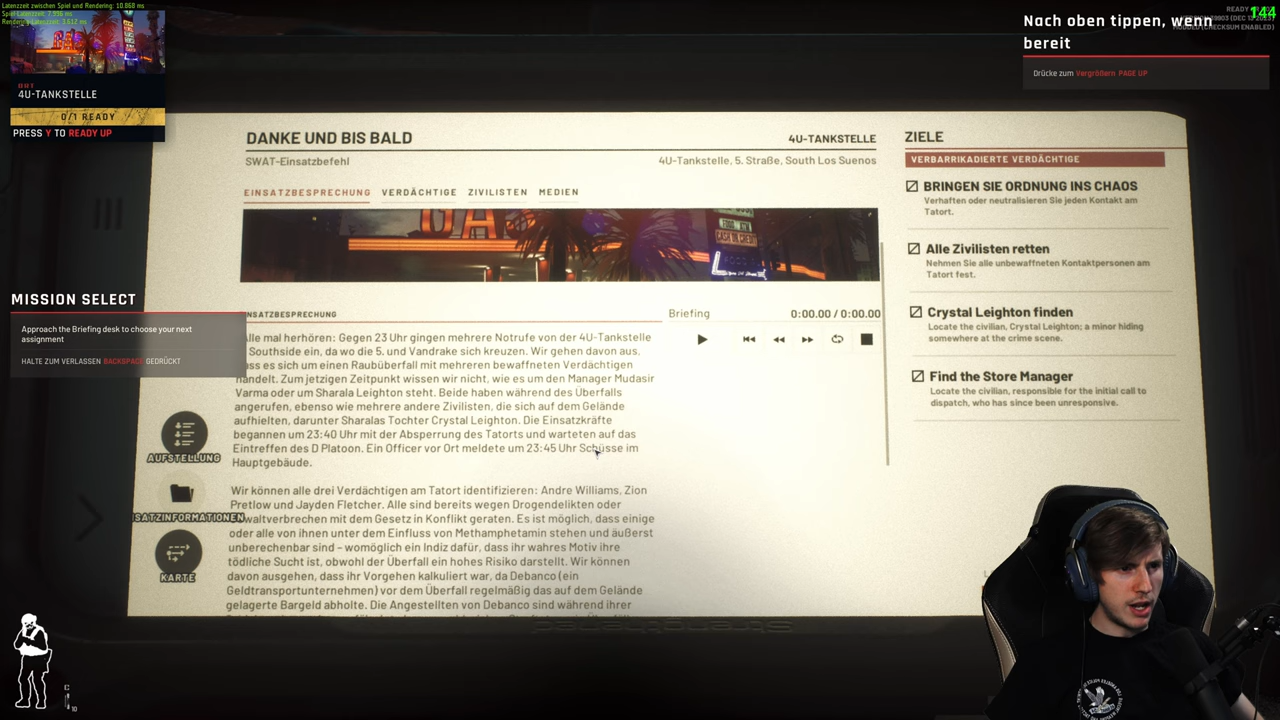 Latenzzeit zwischen Spiel und Rendering: 10.868 ms
4U-TANKSTELLE
0/1 READY
PRESS Y TO READY UP
144
Nach oben tippen, wenn
bereit
Drücke zum Vergrößern PAGE UP
MISSION SELECT
Approach the Briefing desk to choose your next
assignment
HALTE ZUM VERLASSEN BACKSPACE GEDRÜCKT
DANKE UND BIS BALD
4U-TANKSTELLE
SWAT-Einsatzbefehl
4U-Tankstelle, 5. Straße, South Los Suenos
EINSATZBESPRECHUNG VERDÄCHTIGE ZIVILISTEN MEDIEN
Alle mal herhören: Gegen 23 Uhr gingen mehrere Notrufe von der 4U-Tankstelle
Southside ein, da wo die 5. und Vandrake sich kreuzen. Wir gehen davon aus,
ass es sich um einen Raubüberfall mit mehreren bewaffneten Verdächtigen
handelt. Zum jetzigen Zeitpunkt wissen wir nicht, wie es um den Manager Mudasir
Varma oder um Sharala Leighton steht. Beide haben während des Überfalls
angerufen, ebenso wie mehrere andere Zivilisten, die sich auf dem Gelände
aufhielten, darunter Sharalas Tochter Crystal Leighton. Die Einsatzkräfte
begannen um 23:40 Uhr mit der Absperrung des Tatorts und warteten auf das
Eintreffen des D Platoon. Ein Officer vor Ort meldete um 23:45 Uhr Schüsse im
Hauptgebäude.
Wir können alle drei Verdächtigen am Tatort identifizieren: Andre Williams, Zion
Pretlow und Jayden Fletcher. Alle sind bereits wegen Drogendelikten oder
waltverbrechen mit dem Gesetz in Konflikt geraten. Es ist möglich, dass einige
oder alle von ihnen unter dem Einfluss von Methamphetamin stehen und äußerst
unberechenbar sind – womöglich ein Indiz dafür, dass ihr wahres Motiv ihre
tödliche Sucht ist, obwohl der Überfall ein hohes Risiko darstellt. Wir können
davon ausgehen, dass ihr Vorgehen kalkuliert war, da Debanco (ein
Geldtransportunternehmen) vor dem Überfall regelmäßig das auf dem Gelände
gelagerte Bargeld abholte. Die Angestellten von Debanco sind während ihrer
Briefing 0:00.00 / 0:00.00
AUFSTELLUNG
SATZINFORMATIONEN
KARTE
ZIELE
VERBARRIKADIERTE VERDÄCHTIGE
BRINGEN SIE ORDNUNG INS CHAOS
Verhaften oder neutralisieren Sie jeden Kontakt am
Tatort.
Alle Zivilisten retten
Nehmen Sie alle unbewaffneten Kontaktpersonen am
Tatort fest.
Crystal Leighton finden
Locate the civilian, Crystal Leighton; a minor hiding
somewhere at the crime scene.
Find the Store Manager
Locate the civilian, responsible for the initial call to
dispatch, who has since been unresponsive.